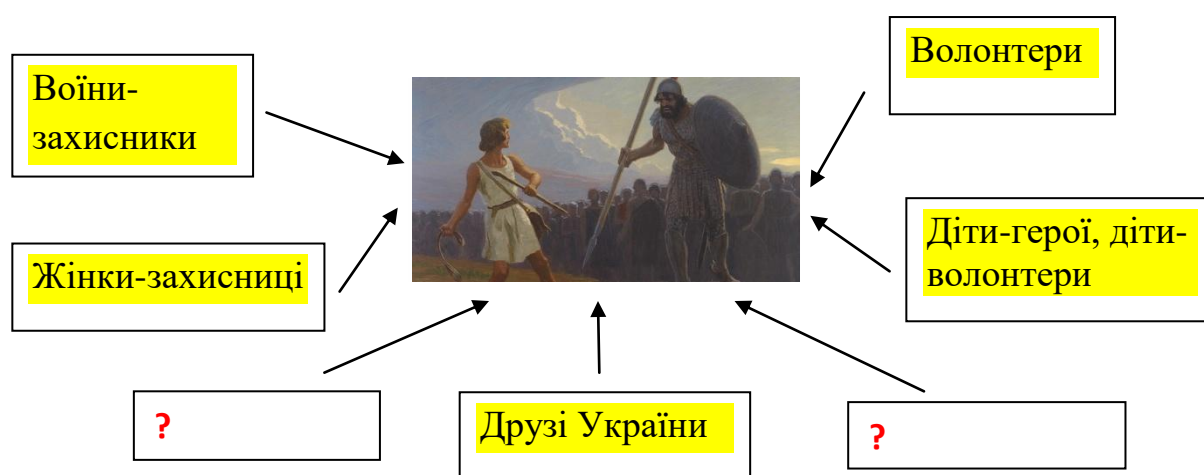 Воїни-
захисники
Волонтери
Жінки-захисниці
Діти-герої, діти-
волонтери
?
Друзі України
?